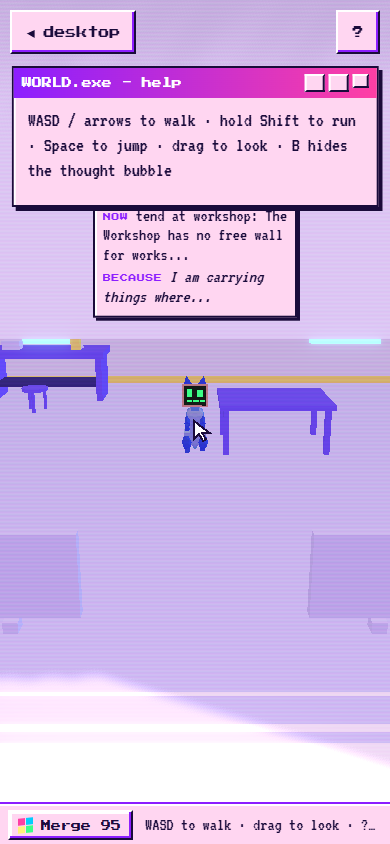 ◂ desktop
?
WORLD.exe — help
WASD / arrows to walk · hold Shift to run
· Space to jump · drag to look · B hides
the thought bubble
NOW tend at workshop: The
Workshop has no free wall
for works...
BECAUSE I am carrying
things where...
Merge 95
WASD to walk · drag to look · ?…